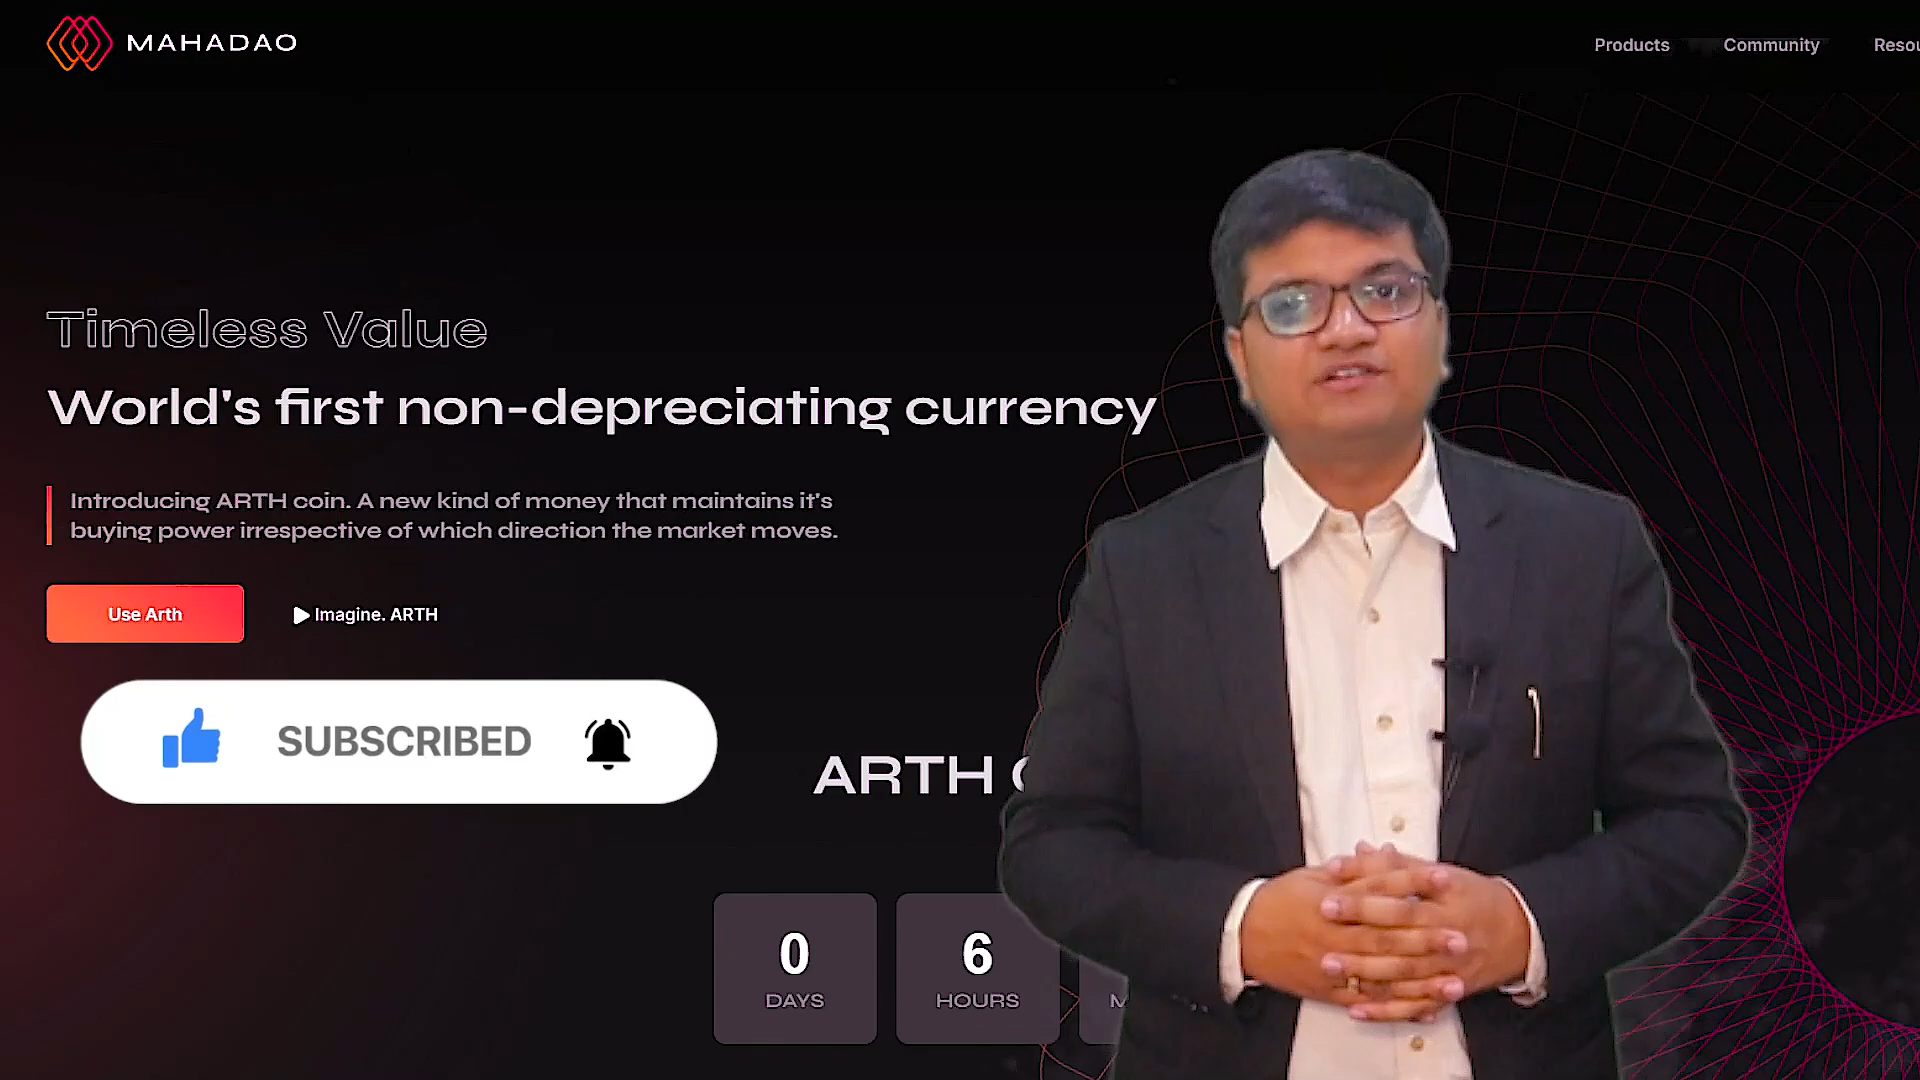 MAHADAO
Products Community
Timeless Value
World's first non-depreciating currency
Introducing ARTH coin. A new kind of money that maintains it's
buying power irrespective of which direction the market moves.
Use Arth Imagine. ARTH
SUBSCRIBED
ARTH
0 6
DAYS HOURS